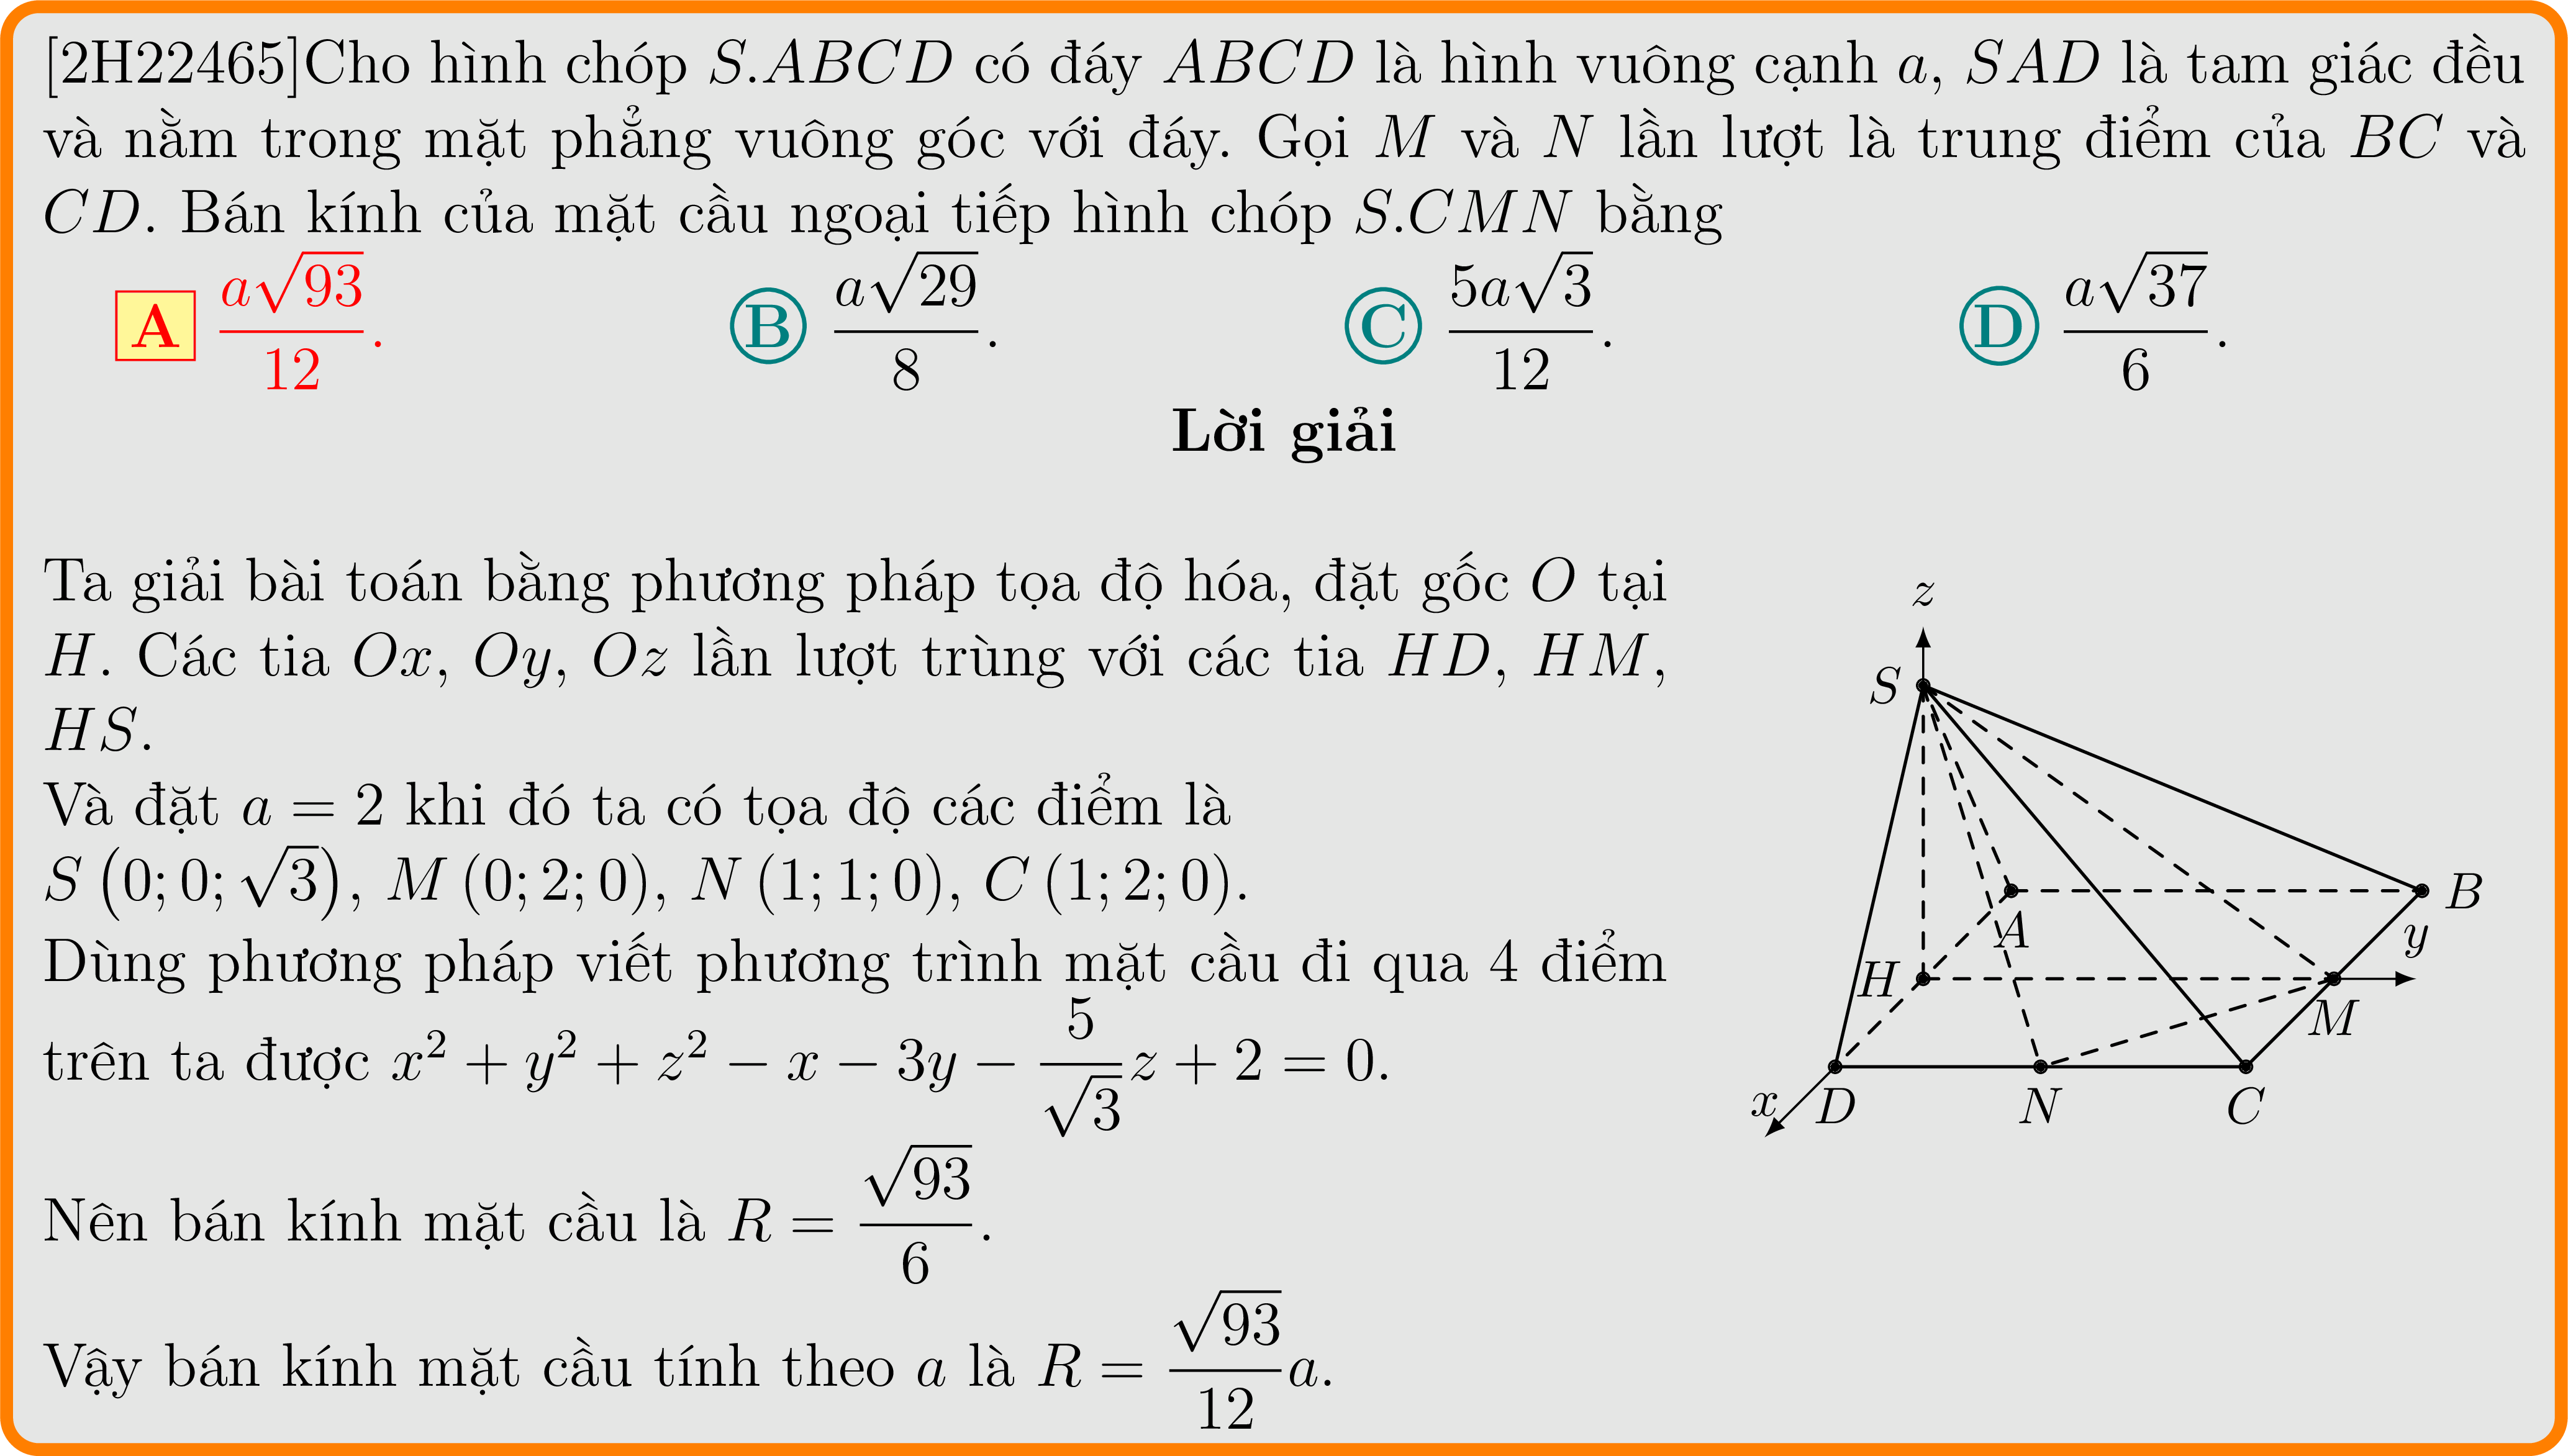 [2H22465]Cho hình chóp S.ABCD có đáy ABCD là hình vuông cạnh a, SAD là tam giác đều
và nằm trong mặt phẳng vuông góc với đáy. Gọi M và N lần lượt là trung điểm của BC và
CD. Bán kính của mặt cầu ngoại tiếp hình chóp S.CMN bằng
A $\frac{a\sqrt{93}}{12}$. B $\frac{a\sqrt{29}}{8}$. C $\frac{5a\sqrt{3}}{12}$. D $\frac{a\sqrt{37}}{6}$.
Lời giải
Ta giải bài toán bằng phương pháp tọa độ hóa, đặt gốc O tại
H. Các tia Ox, Oy, Oz lần lượt trùng với các tia HD, HM,
HS.
Và đặt a = 2 khi đó ta có tọa độ các điểm là
$S\left(0;0;\sqrt{3}\right)$, M (0; 2; 0), N (1; 1; 0), C (1; 2; 0).
Dùng phương pháp viết phương trình mặt cầu đi qua 4 điểm
trên ta được $x^2 + y^2 + z^2 - x - 3y - \frac{5}{\sqrt{3}}z + 2 = 0$.
Nên bán kính mặt cầu là $R = \frac{\sqrt{93}}{6}$.
Vậy bán kính mặt cầu tính theo a là $R = \frac{\sqrt{93}}{12}a$.
z
S
B
A
y
H
M
x
D
N
C